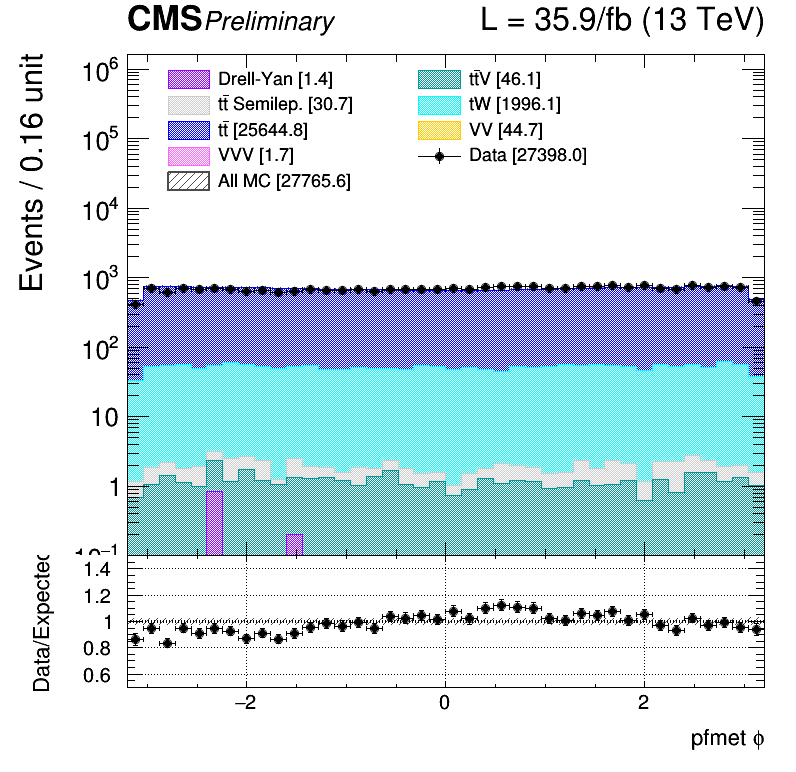 CMS Preliminary L = 35.9/fb (13 TeV)
Events / 0.16 unit
Drell-Yan [1.4]
tt̄ Semilep. [30.7]
tt̄ [25644.8]
VVV [1.7]
All MC [27765.6]
tt̄V [46.1]
tW [1996.1]
VV [44.7]
Data [27398.0]
10⁶
10⁵
10⁴
10³
10²
10
1
10⁻¹
Data/Expected
1.4
1.2
1
0.8
0.6
−2 0 2
pfmet ϕ